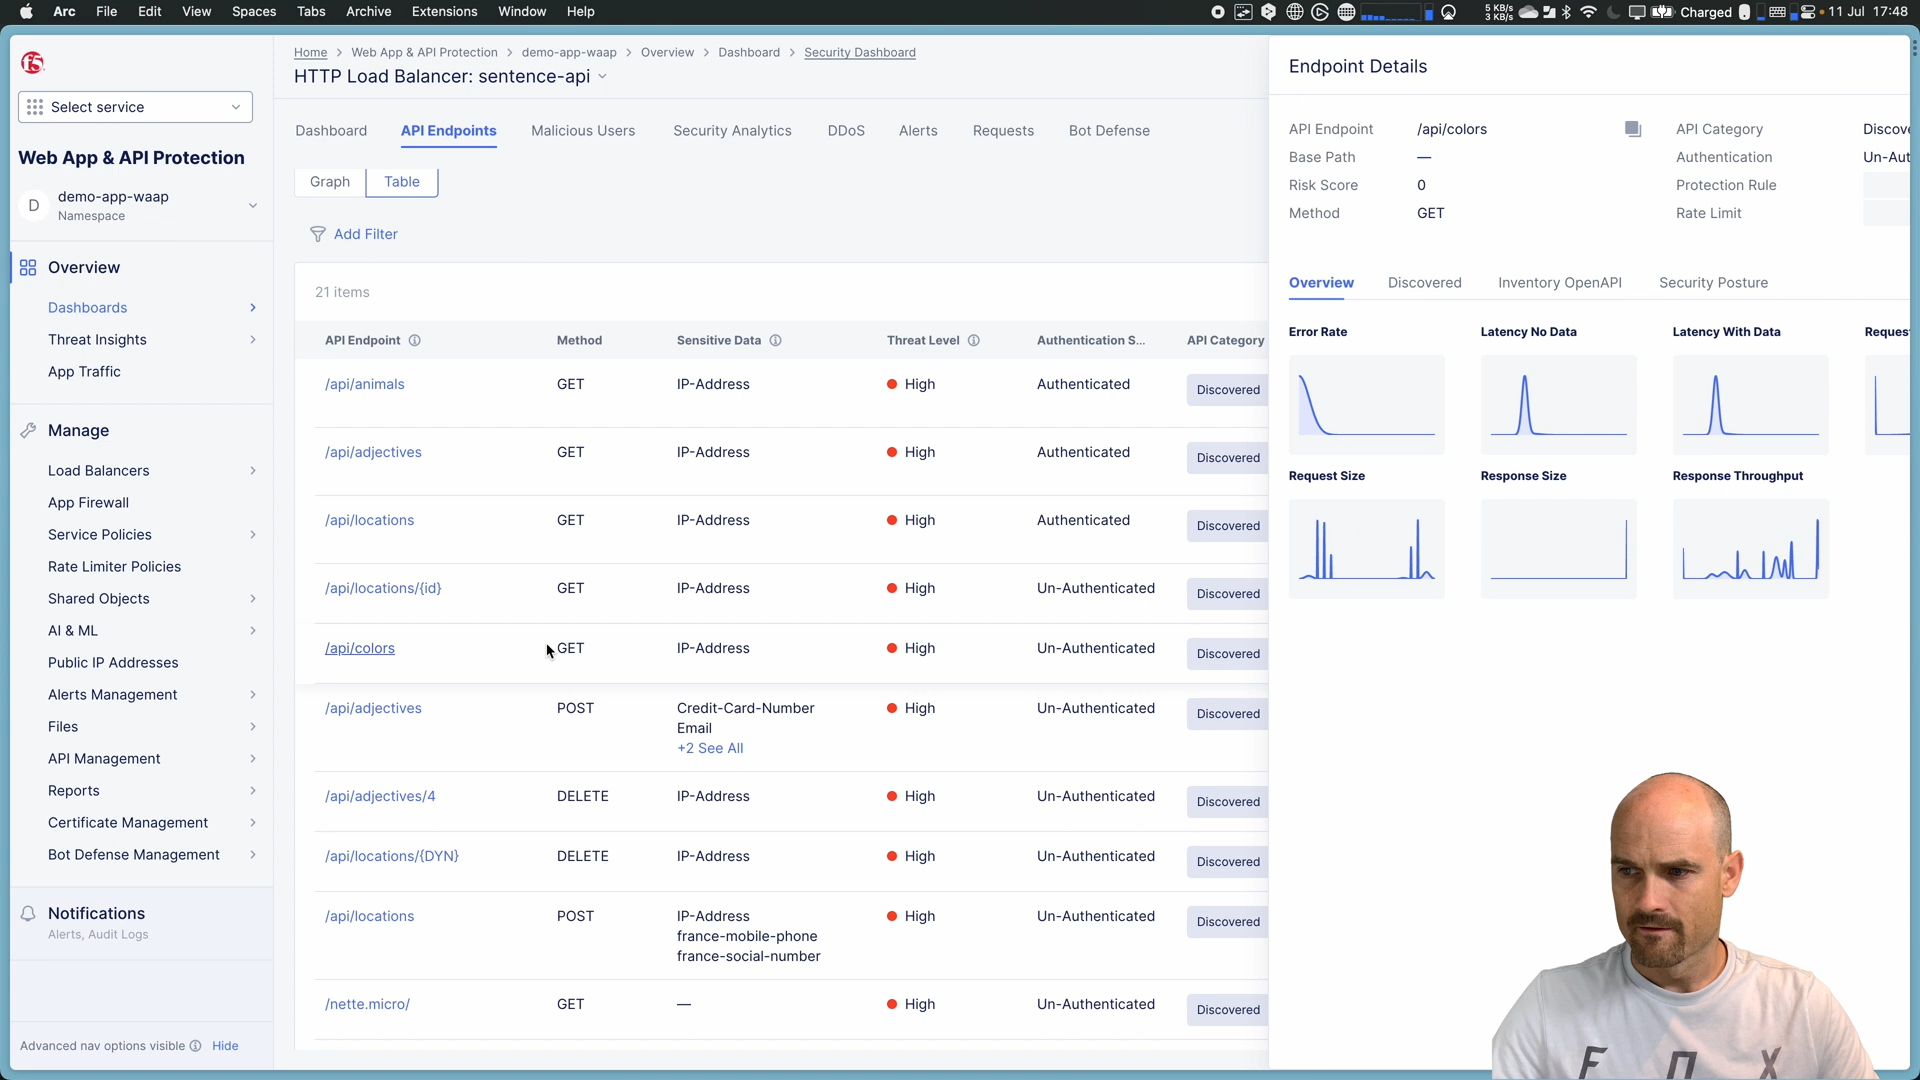 Arc File Edit View Spaces Tabs Archive Extensions Window Help
5 KB/s
3 KB/s
Charged
11 Jul 17:48
Select service
Web App & API Protection
D
demo-app-waap
Namespace
Overview
Dashboards
Threat Insights
App Traffic
Manage
Load Balancers
App Firewall
Service Policies
Rate Limiter Policies
Shared Objects
AI & ML
Public IP Addresses
Alerts Management
Files
API Management
Reports
Certificate Management
Bot Defense Management
Notifications
Alerts, Audit Logs
Advanced nav options visible Hide
Home > Web App & API Protection > demo-app-waap > Overview > Dashboard > Security Dashboard
HTTP Load Balancer: sentence-api
Dashboard API Endpoints Malicious Users Security Analytics DDoS Alerts Requests Bot Defense
Graph Table
Add Filter
21 items
API Endpoint Method Sensitive Data Threat Level Authentication S... API Category
/api/animals GET IP-Address High Authenticated Discovered
/api/adjectives GET IP-Address High Authenticated Discovered
/api/locations GET IP-Address High Authenticated Discovered
/api/locations/{id} GET IP-Address High Un-Authenticated Discovered
/api/colors GET IP-Address High Un-Authenticated Discovered
/api/adjectives POST Credit-Card-Number High Un-Authenticated Discovered
Email
+2 See All
/api/adjectives/4 DELETE IP-Address High Un-Authenticated Discovered
/api/locations/{DYN} DELETE IP-Address High Un-Authenticated Discovered
/api/locations POST IP-Address High Un-Authenticated Discovered
france-mobile-phone
france-social-number
/nette.micro/ GET — High Un-Authenticated Discovered
Endpoint Details
API Endpoint /api/colors API Category Discove
Base Path — Authentication Un-Aut
Risk Score 0 Protection Rule
Method GET Rate Limit
Overview Discovered Inventory OpenAPI Security Posture
Error Rate Latency No Data Latency With Data Reques
Request Size Response Size Response Throughput